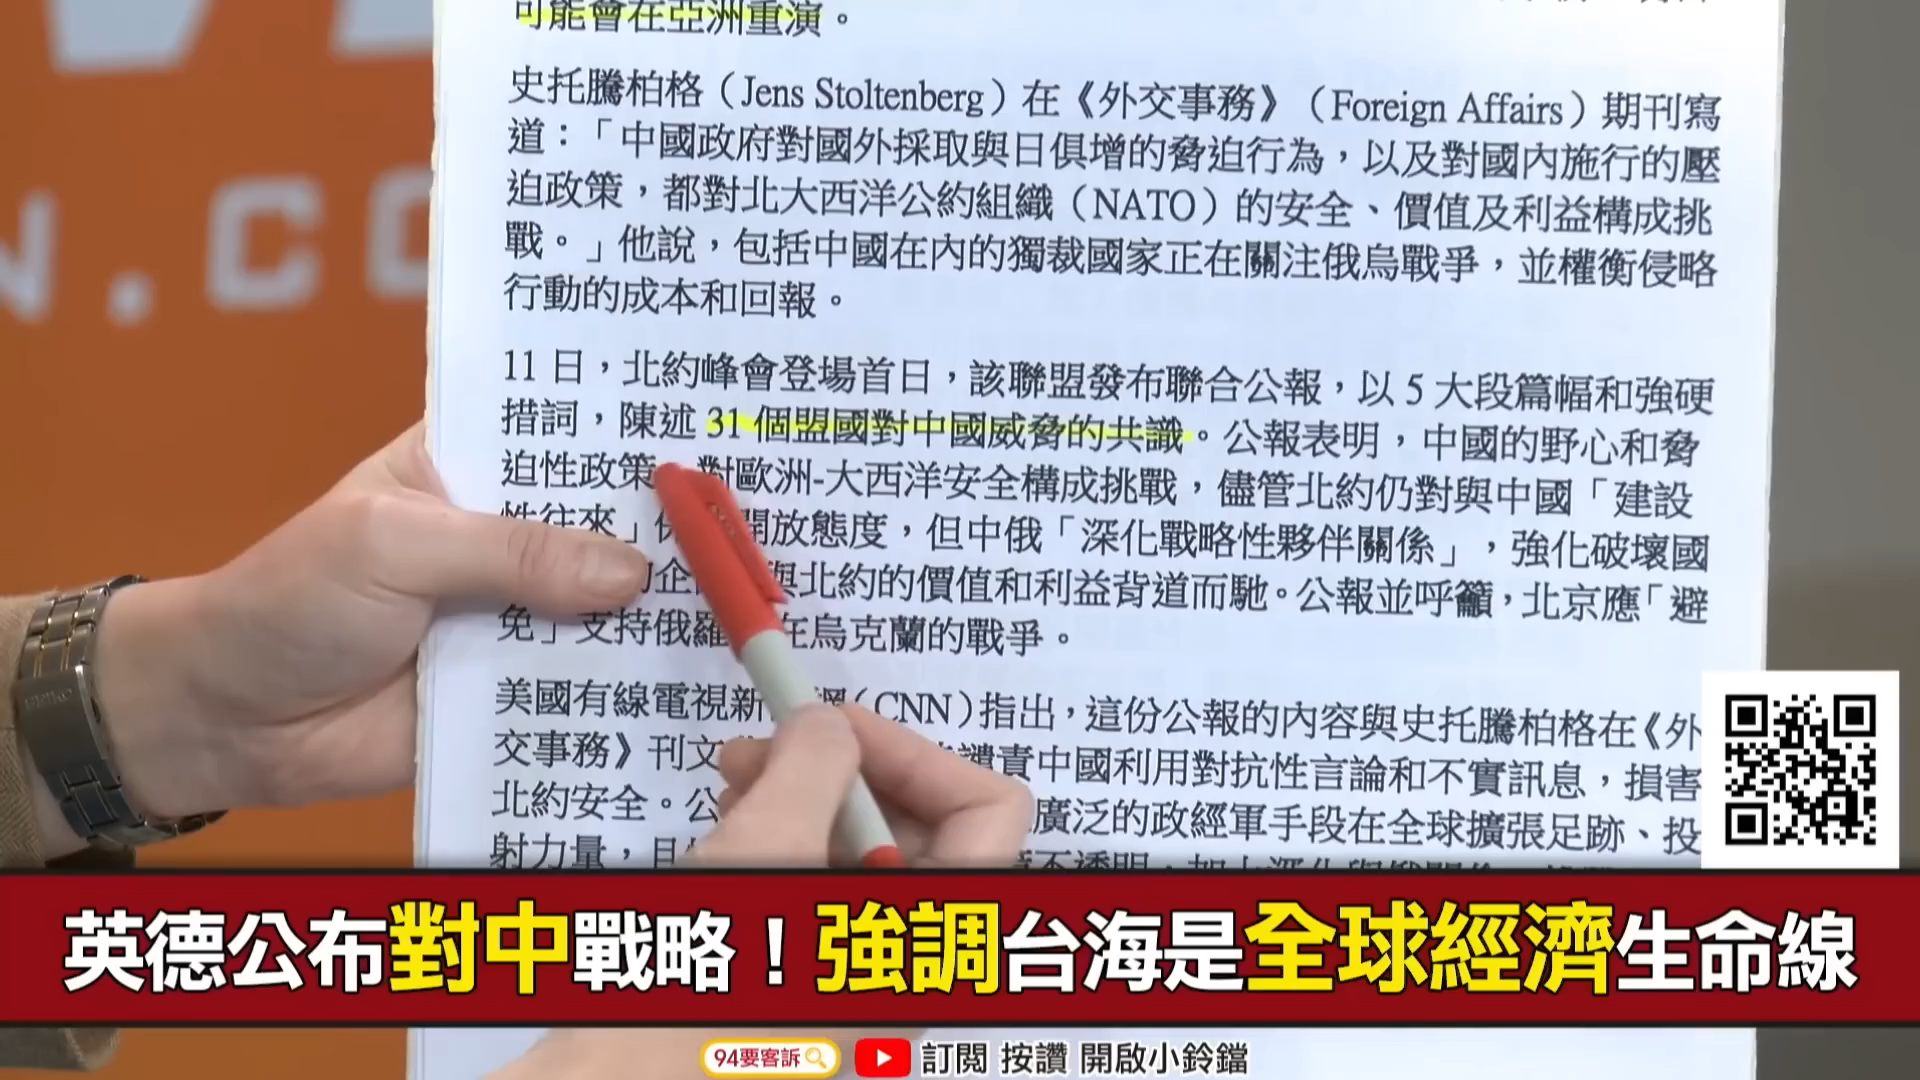 可能會在亞洲重演。
史托騰柏格（Jens Stoltenberg）在《外交事務》（Foreign Affairs）期刊寫
道：「中國政府對國外採取與日俱增的脅迫行為，以及對國內施行的壓
迫政策，都對北大西洋公約組織（NATO）的安全、價值及利益構成挑
戰。」他說，包括中國在內的獨裁國家正在關注俄烏戰爭，並權衡侵略
行動的成本和回報。
11 日，北約峰會登場首日，該聯盟發布聯合公報，以 5 大段篇幅和強硬
措詞，陳述 31 個盟國對中國威脅的共識。公報表明，中國的野心和脅
迫性政策 對歐洲-大西洋安全構成挑戰，儘管北約仍對與中國「建設
性往來」保 開放態度，但中俄「深化戰略性夥伴關係」，強化破壞國
的企 與北約的價值和利益背道而馳。公報並呼籲，北京應「避
免」支持俄羅 在烏克蘭的戰爭。
美國有線電視新 （CNN）指出，這份公報的內容與史托騰柏格在《外
交事務》刊文 譴責中國利用對抗性言論和不實訊息，損害
北約安全。公 廣泛的政經軍手段在全球擴張足跡、投
射力量，
N.CO
英德公布對中戰略！強調台海是全球經濟生命線
94要客訴
訂閱 按讚 開啟小鈴鐺